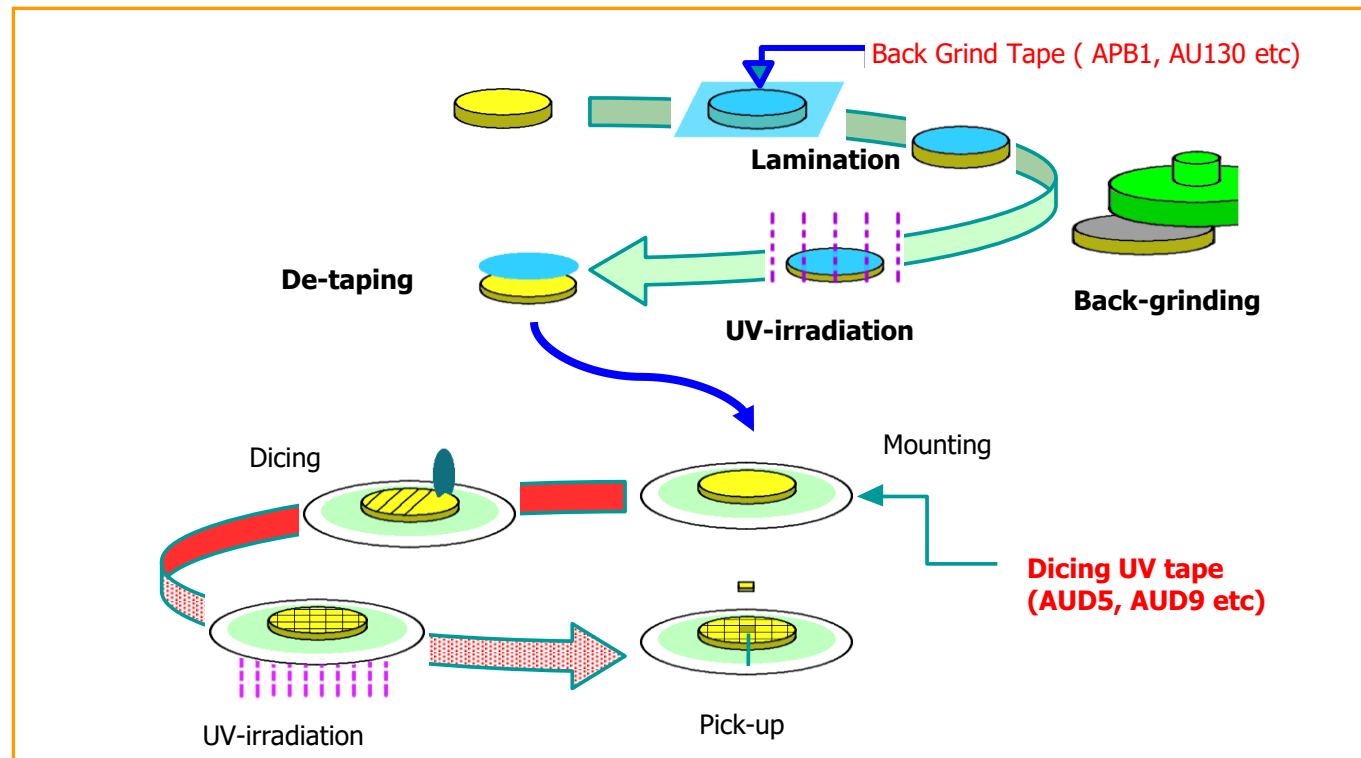 Back Grind Tape ( APB1, AU130 etc)
Lamination
De-taping
UV-irradiation
Back-grinding
Dicing
Mounting
Dicing UV tape
(AUD5, AUD9 etc)
UV-irradiation
Pick-up